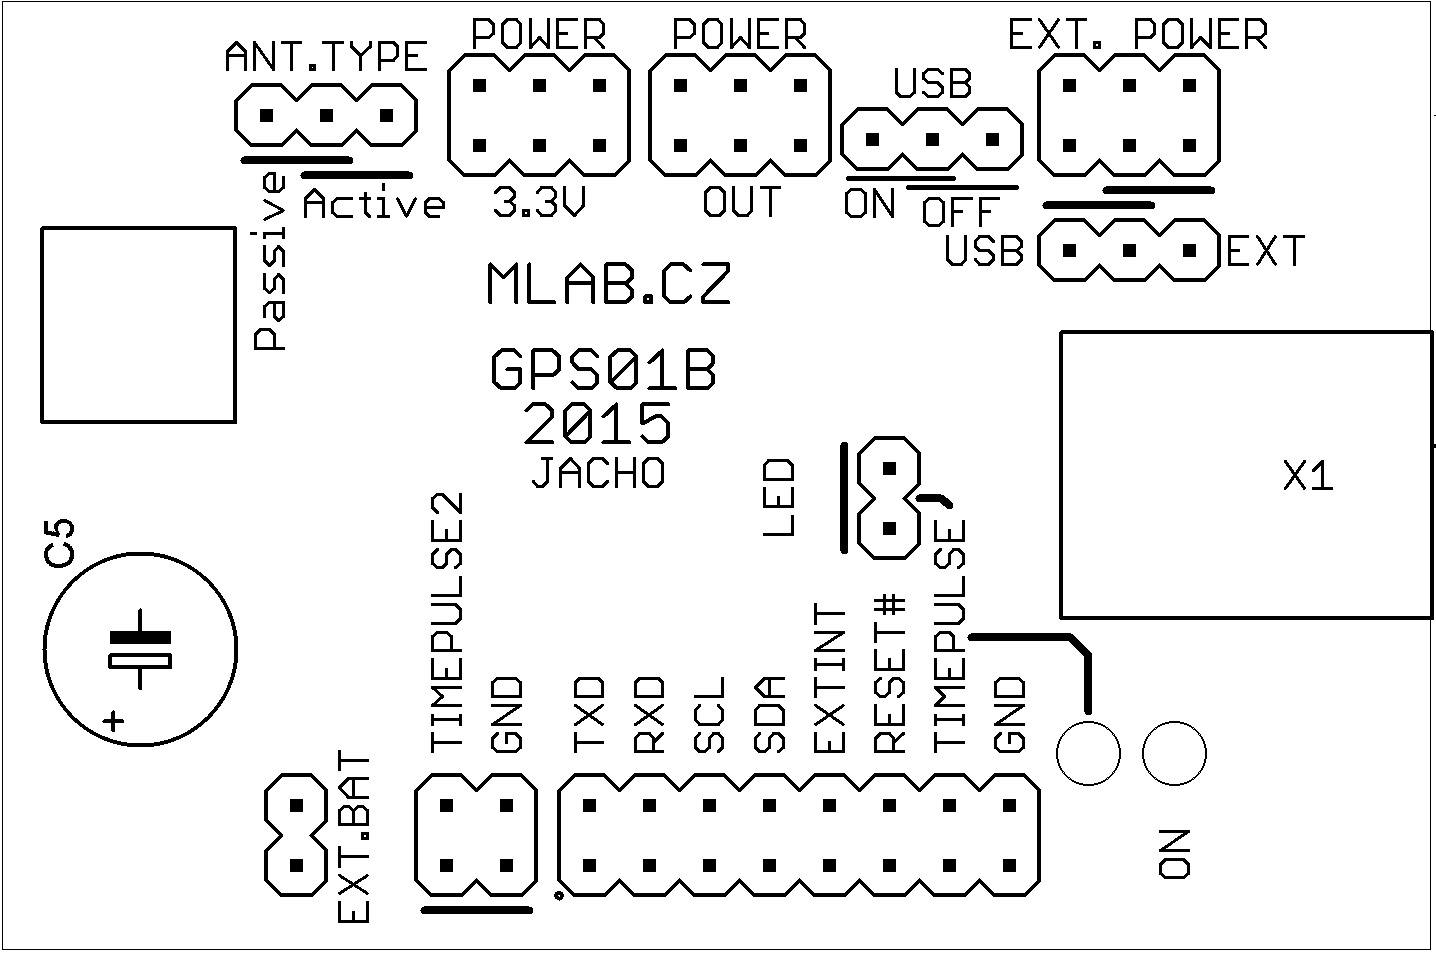 ANT.TYPE
POWER
POWER
USB
EXT. POWER
Passive
Active
3.3V
OUT
ON
OFF
USB
EXT
MLAB.CZ
GPS01B
2015
JACHO
LED
X1
C5
+
TIMEPULSE2
GND
TXD
RXD
SCL
SDA
EXTINT
RESET#
TIMEPULSE
GND
EXT.BAT
ON